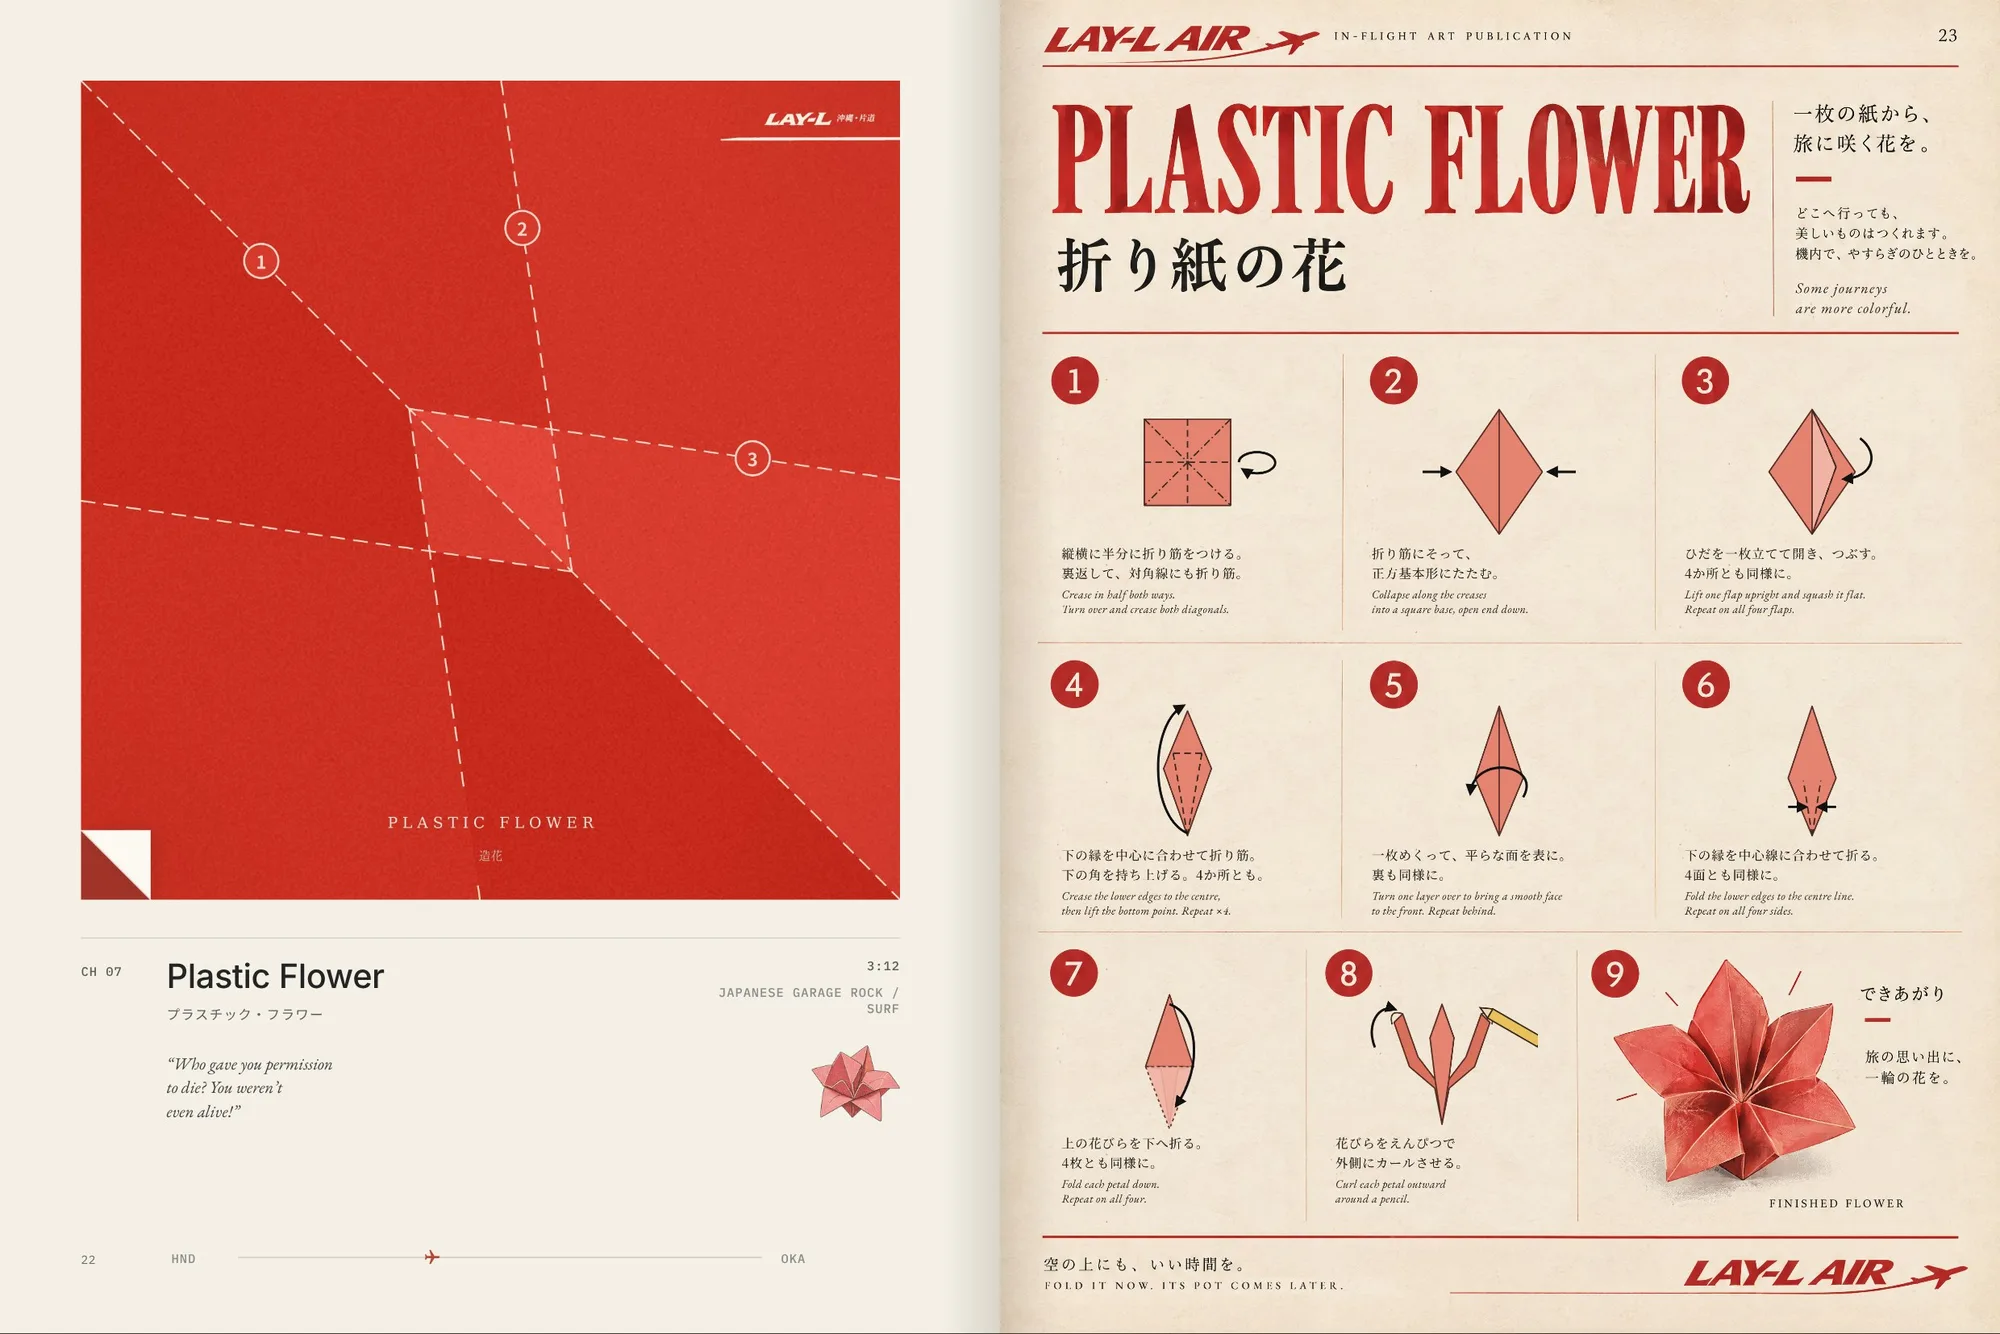 LAY-L 沖縄・片道
1
2
3
PLASTIC FLOWER
造花
CH 07
Plastic Flower
プラスチック・フラワー
3:12
JAPANESE GARAGE ROCK /
SURF
“Who gave you permission
to die? You weren’t
even alive!”
22
HND
OKA
LAY-L AIR
IN-FLIGHT ART PUBLICATION
23
PLASTIC FLOWER
折り紙の花
一枚の紙から、
旅に咲く花を。
どこへ行っても、
美しいものはつくれます。
機内で、やすらぎのひとときを。
Some journeys
are more colorful.
1
縦横に半分に折り筋をつける。
裏返して、対角線にも折り筋。
Crease in half both ways.
Turn over and crease both diagonals.
2
折り筋にそって、
正方基本形にたたむ。
Collapse along the creases
into a square base, open end down.
3
ひだを一枚立てて開き、つぶす。
4か所とも同様に。
Lift one flap upright and squash it flat.
Repeat on all four flaps.
4
下の縁を中心に合わせて折り筋。
下の角を持ち上げる。4か所とも。
Crease the lower edges to the centre,
then lift the bottom point. Repeat ×4.
5
一枚めくって、平らな面を表に。
裏も同様に。
Turn one layer over to bring a smooth face
to the front. Repeat behind.
6
下の縁を中心線に合わせて折る。
4面とも同様に。
Fold the lower edges to the centre line.
Repeat on all four sides.
7
上の花びらを下へ折る。
4枚とも同様に。
Fold each petal down.
Repeat on all four.
8
花びらをえんぴつで
外側にカールさせる。
Curl each petal outward
around a pencil.
9
できあがり
旅の思い出に、
一輪の花を。
FINISHED FLOWER
空の上にも、いい時間を。
FOLD IT NOW. ITS POT COMES LATER.
LAY-L AIR